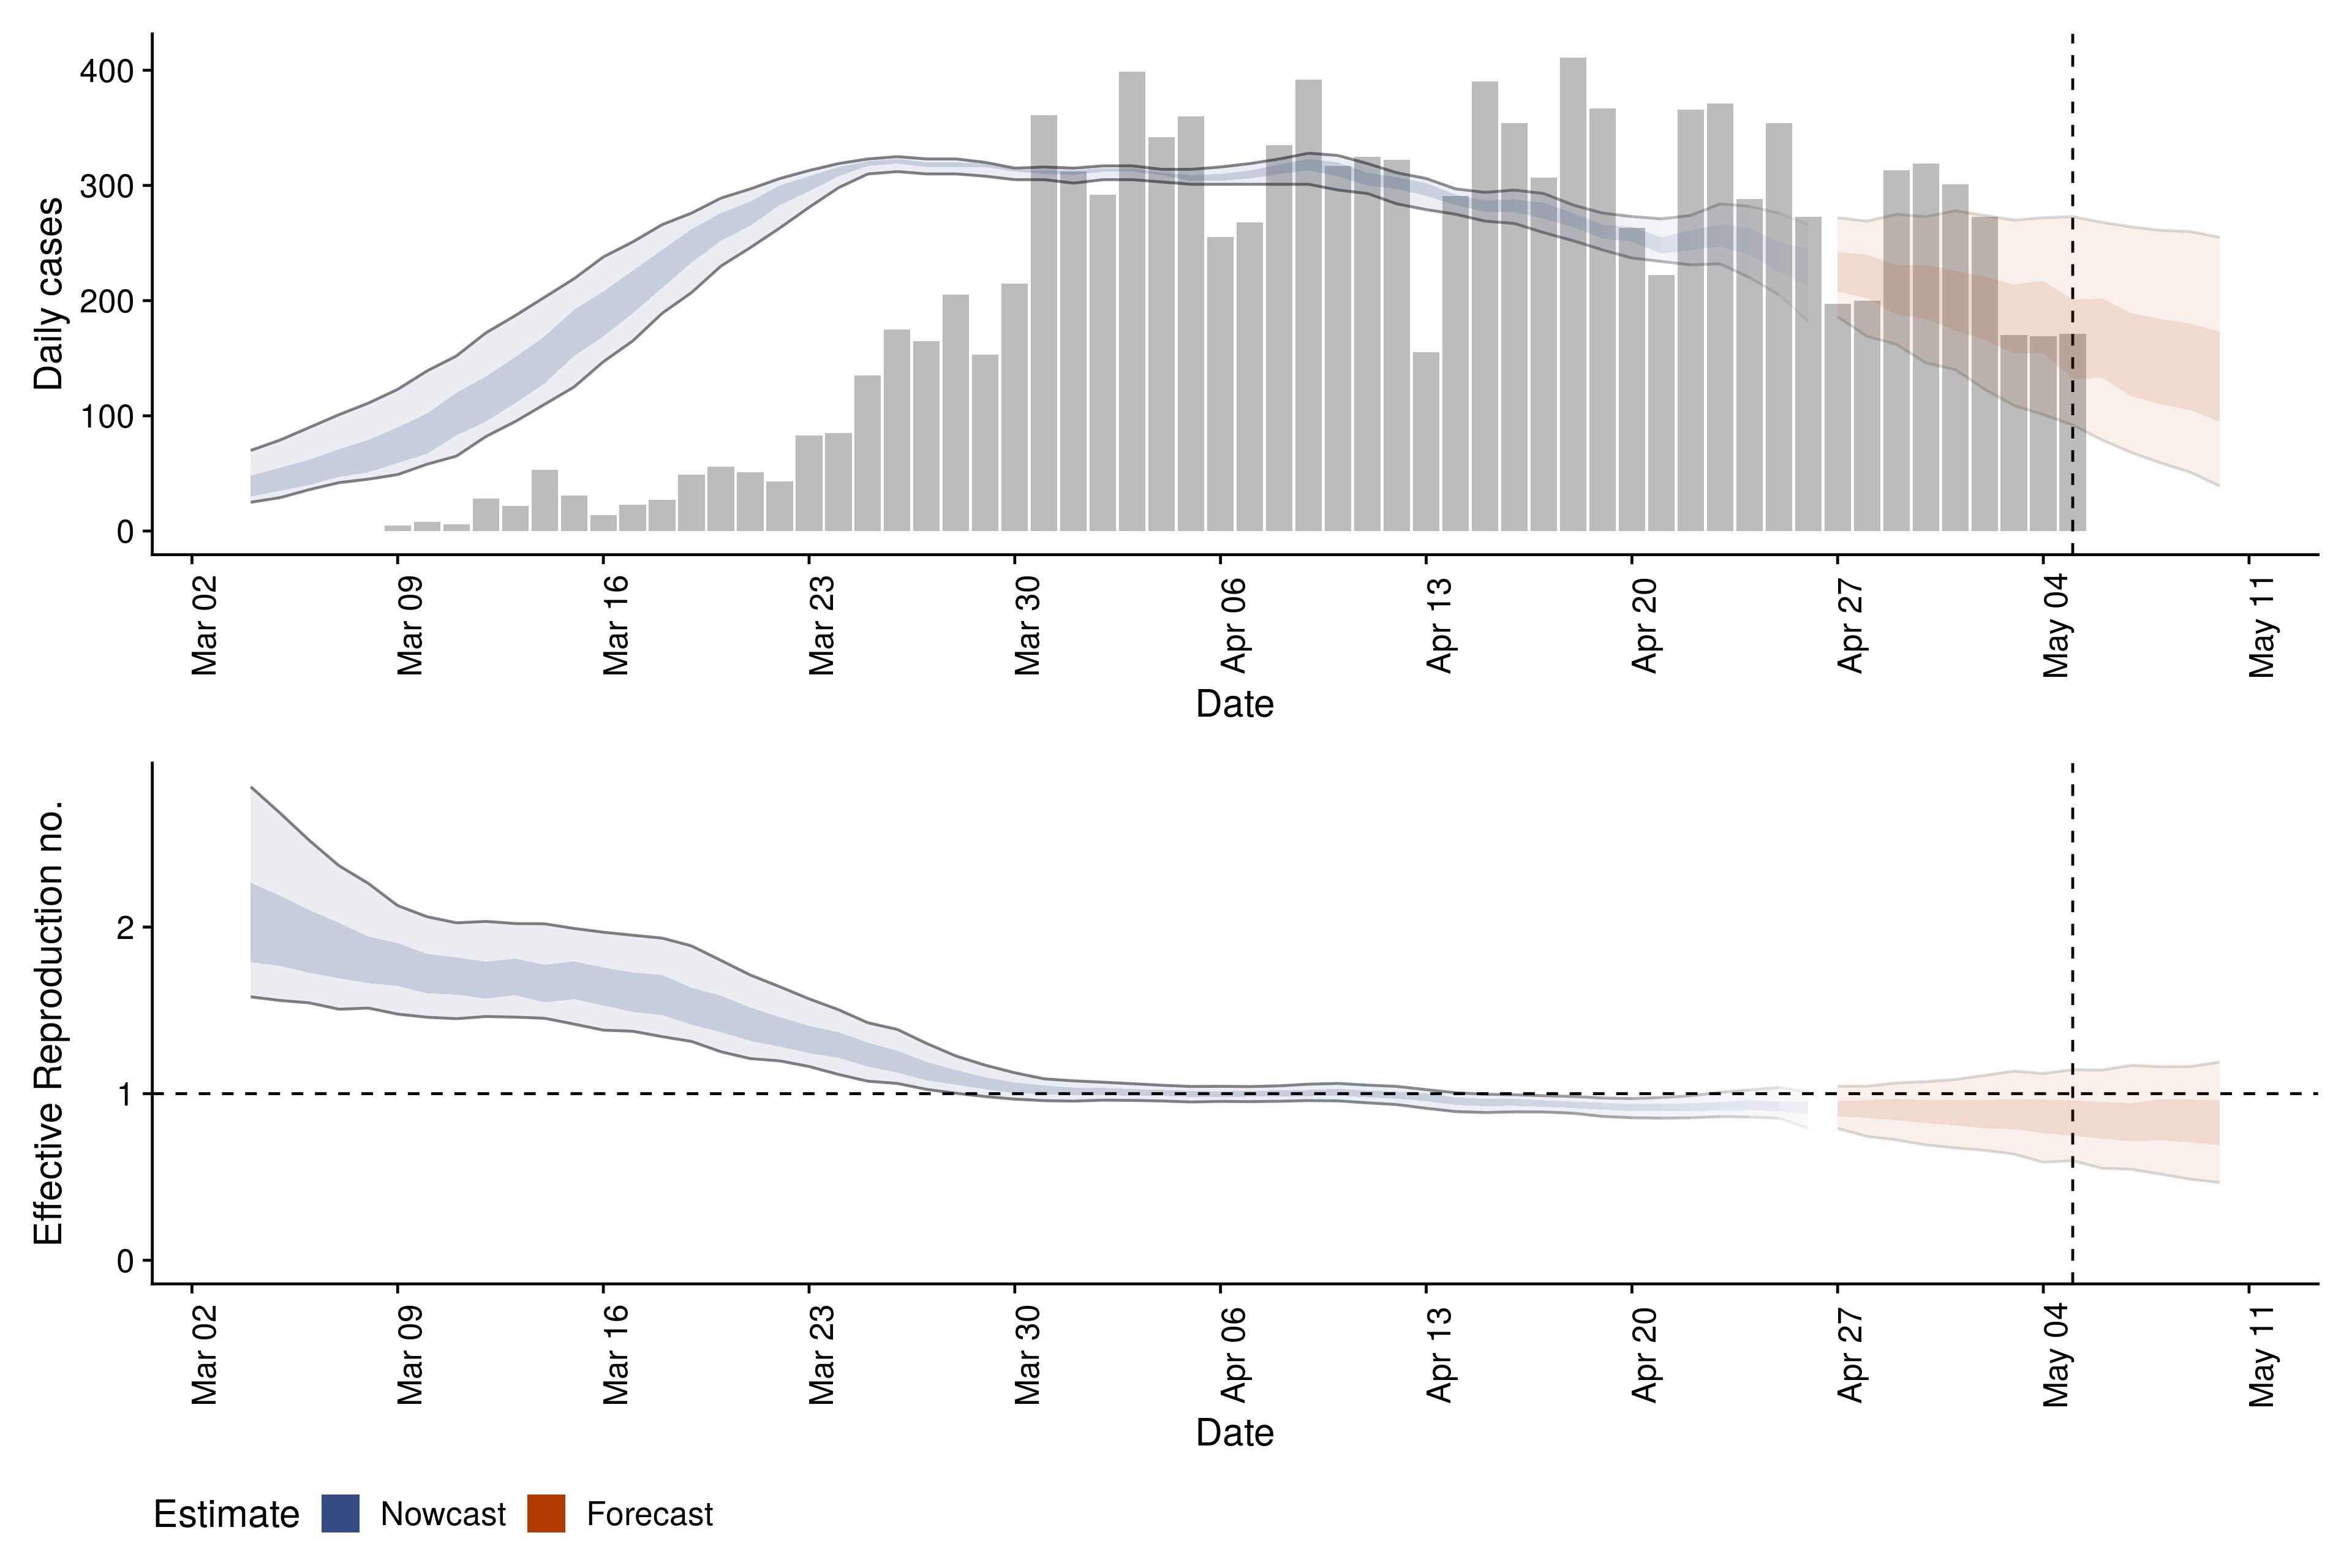 Daily cases
400
300
200
100
0
Mar 02
Mar 09
Mar 16
Mar 23
Mar 30
Apr 06
Apr 13
Apr 20
Apr 27
May 04
May 11
Date
Effective Reproduction no.
2
1
0
Mar 02
Mar 09
Mar 16
Mar 23
Mar 30
Apr 06
Apr 13
Apr 20
Apr 27
May 04
May 11
Date
Estimate Nowcast Forecast